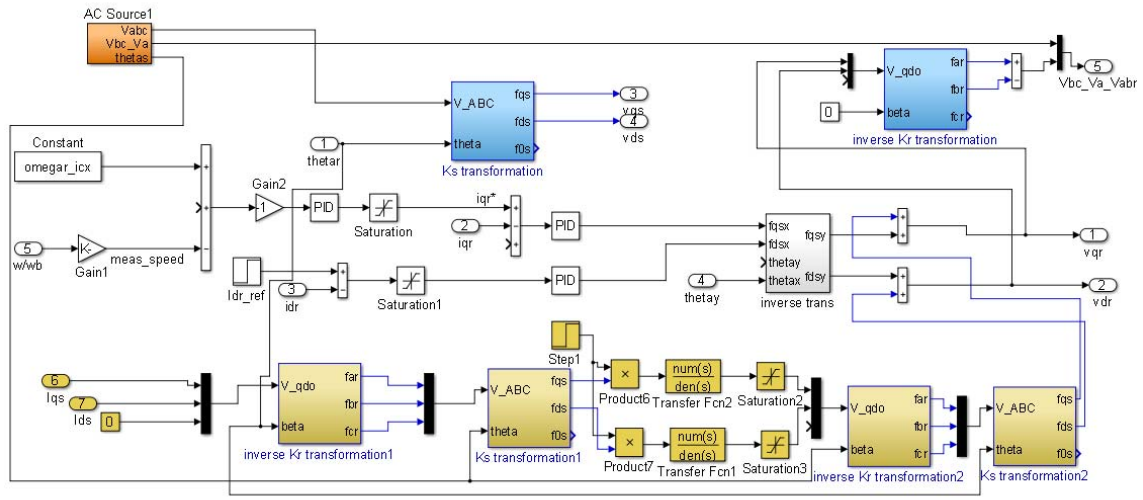 AC Source1
Vabc
Vbc_Va
thetas
V_ABC
theta
fqs
fds
f0s
Ks transformation
3
vqs
4
vds
1
thetar
V_qdo
beta
far
fbr
fcr
inverse Kr transformation
0
5
Vbc_Va_Vabr
Constant
omegar_icx
5
w/wb
K-
Gain1
meas_speed
Gain2
-1
PID
Saturation
iqr*
2
iqr
PID
Idr_ref
3
idr
Saturation1
PID
4
thetay
fqsx
fdsx
thetay
thetax
fqsy
fdsy
inverse trans
1
vqr
2
vdr
6
Iqs
7
Ids
0
V_qdo
beta
far
fbr
fcr
inverse Kr transformation1
V_ABC
theta
fqs
fds
f0s
Ks transformation1
Step1
×
Product6
×
Product7
num(s)
den(s)
Transfer Fcn2
num(s)
den(s)
Transfer Fcn1
Saturation2
Saturation3
V_qdo
beta
far
fbr
fcr
inverse Kr transformation2
V_ABC
theta
fqs
fds
f0s
Ks transformation2